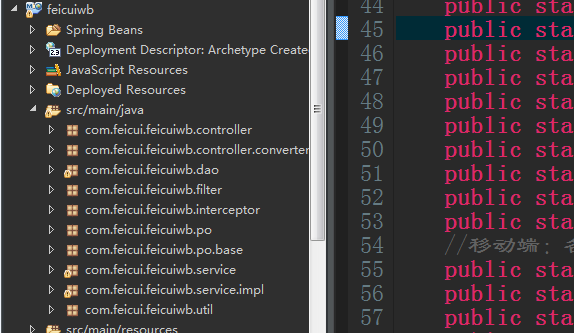 feicuiwb
Spring Beans
Deployment Descriptor: Archetype Create
JavaScript Resources
Deployed Resources
src/main/java
com.feicui.feicuiwb.controller
com.feicui.feicuiwb.controller.converter
com.feicui.feicuiwb.dao
com.feicui.feicuiwb.filter
com.feicui.feicuiwb.interceptor
com.feicui.feicuiwb.po
com.feicui.feicuiwb.po.base
com.feicui.feicuiwb.service
com.feicui.feicuiwb.service.impl
com.feicui.feicuiwb.util
src/main/resources
44 public sta
45 public sta
46 public sta
47 public sta
48 public sta
49 public sta
50 public sta
51 public sta
52 public sta
53 public sta
54 //移动端：
55 public sta
56 public sta
57 public sta